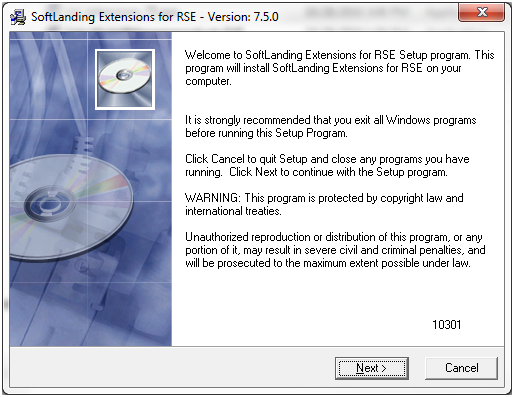 SoftLanding Extensions for RSE - Version: 7.5.0
Welcome to SoftLanding Extensions for RSE Setup program. This
program will install SoftLanding Extensions for RSE on your
computer.
It is strongly recommended that you exit all Windows programs
before running this Setup Program.
Click Cancel to quit Setup and close any programs you have
running. Click Next to continue with the Setup program.
WARNING: This program is protected by copyright law and
international treaties.
Unauthorized reproduction or distribution of this program, or any
portion of it, may result in severe civil and criminal penalties, and
will be prosecuted to the maximum extent possible under law.
10301
Next >
Cancel